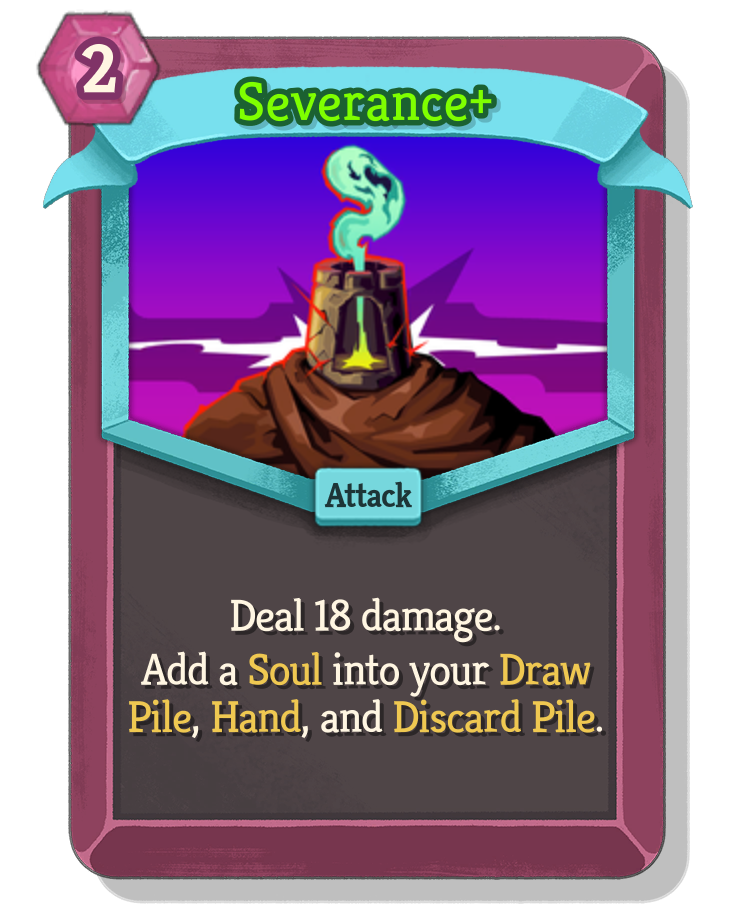 2
Severance+
Attack
Deal 18 damage.
Add a Soul into your Draw
Pile, Hand, and Discard Pile.